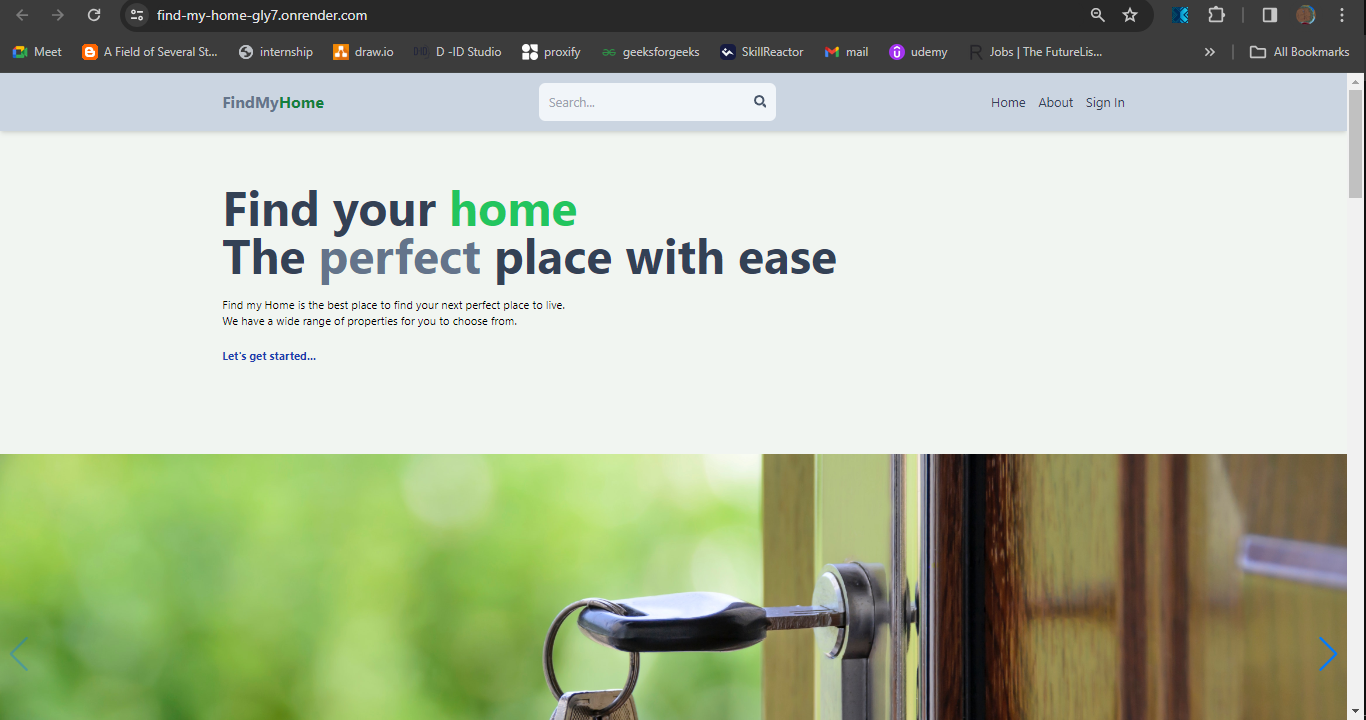 find-my-home-gly7.onrender.com
Meet A Field of Several St... internship draw.io D -ID Studio proxify geeksforgeeks SkillReactor mail udemy Jobs | The FutureLis... » All Bookmarks
FindMyHome Search... Home About Sign In
Find your home
The perfect place with ease
Find my Home is the best place to find your next perfect place to live.
We have a wide range of properties for you to choose from.
Let's get started...